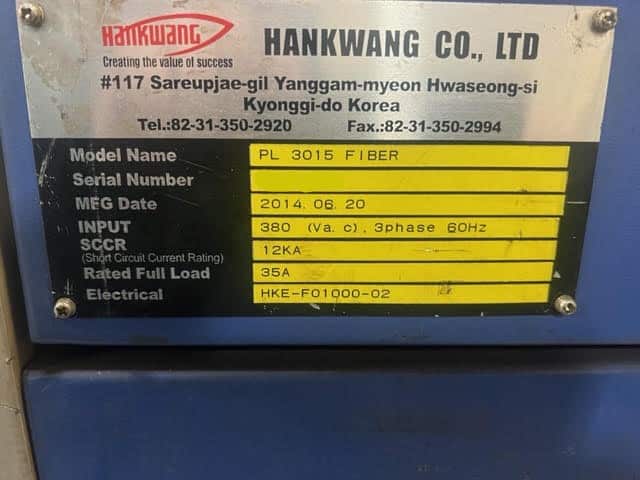 HANKWANG
Creating the value of success
HANKWANG CO., LTD
#117 Sareupjae-gil Yanggam-myeon Hwaseong-si
Kyonggi-do Korea
Tel.:82-31-350-2920 Fax.:82-31-350-2994
Model Name PL 3015 FIBER
Serial Number
MFG Date 2014. 06. 20
INPUT 380 (Va. c), 3phase 60Hz
SCCR 12KA
(Short Circuit Current Rating)
Rated Full Load 35A
Electrical HKE-F01000-02